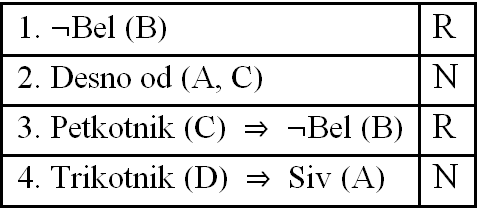 1. ¬Bel (B) R
2. Desno od (A, C) N
3. Petkotnik (C) ⇒ ¬Bel (B) R
4. Trikotnik (D) ⇒ Siv (A) N